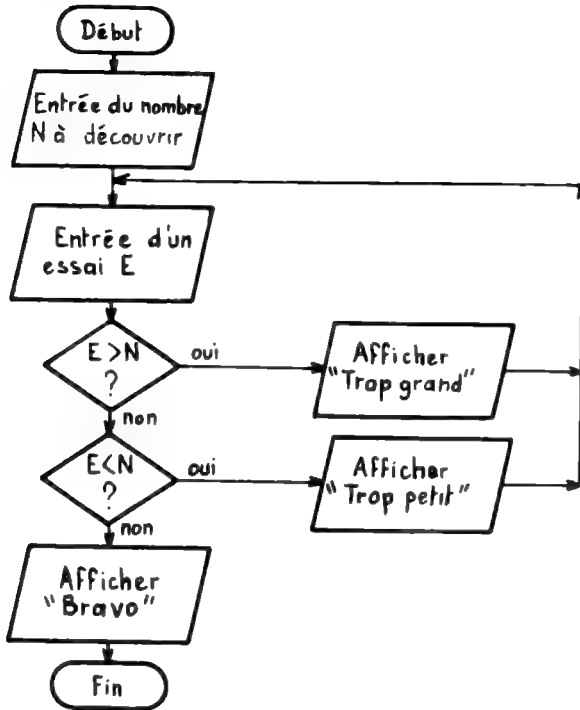 Début
Entrée du nombre
N à découvrir
Entrée d'un
essai E
E>N
?
oui
Afficher
"Trop grand"
non
E<N
?
oui
Afficher
"Trop petit"
non
Afficher
"Bravo"
Fin